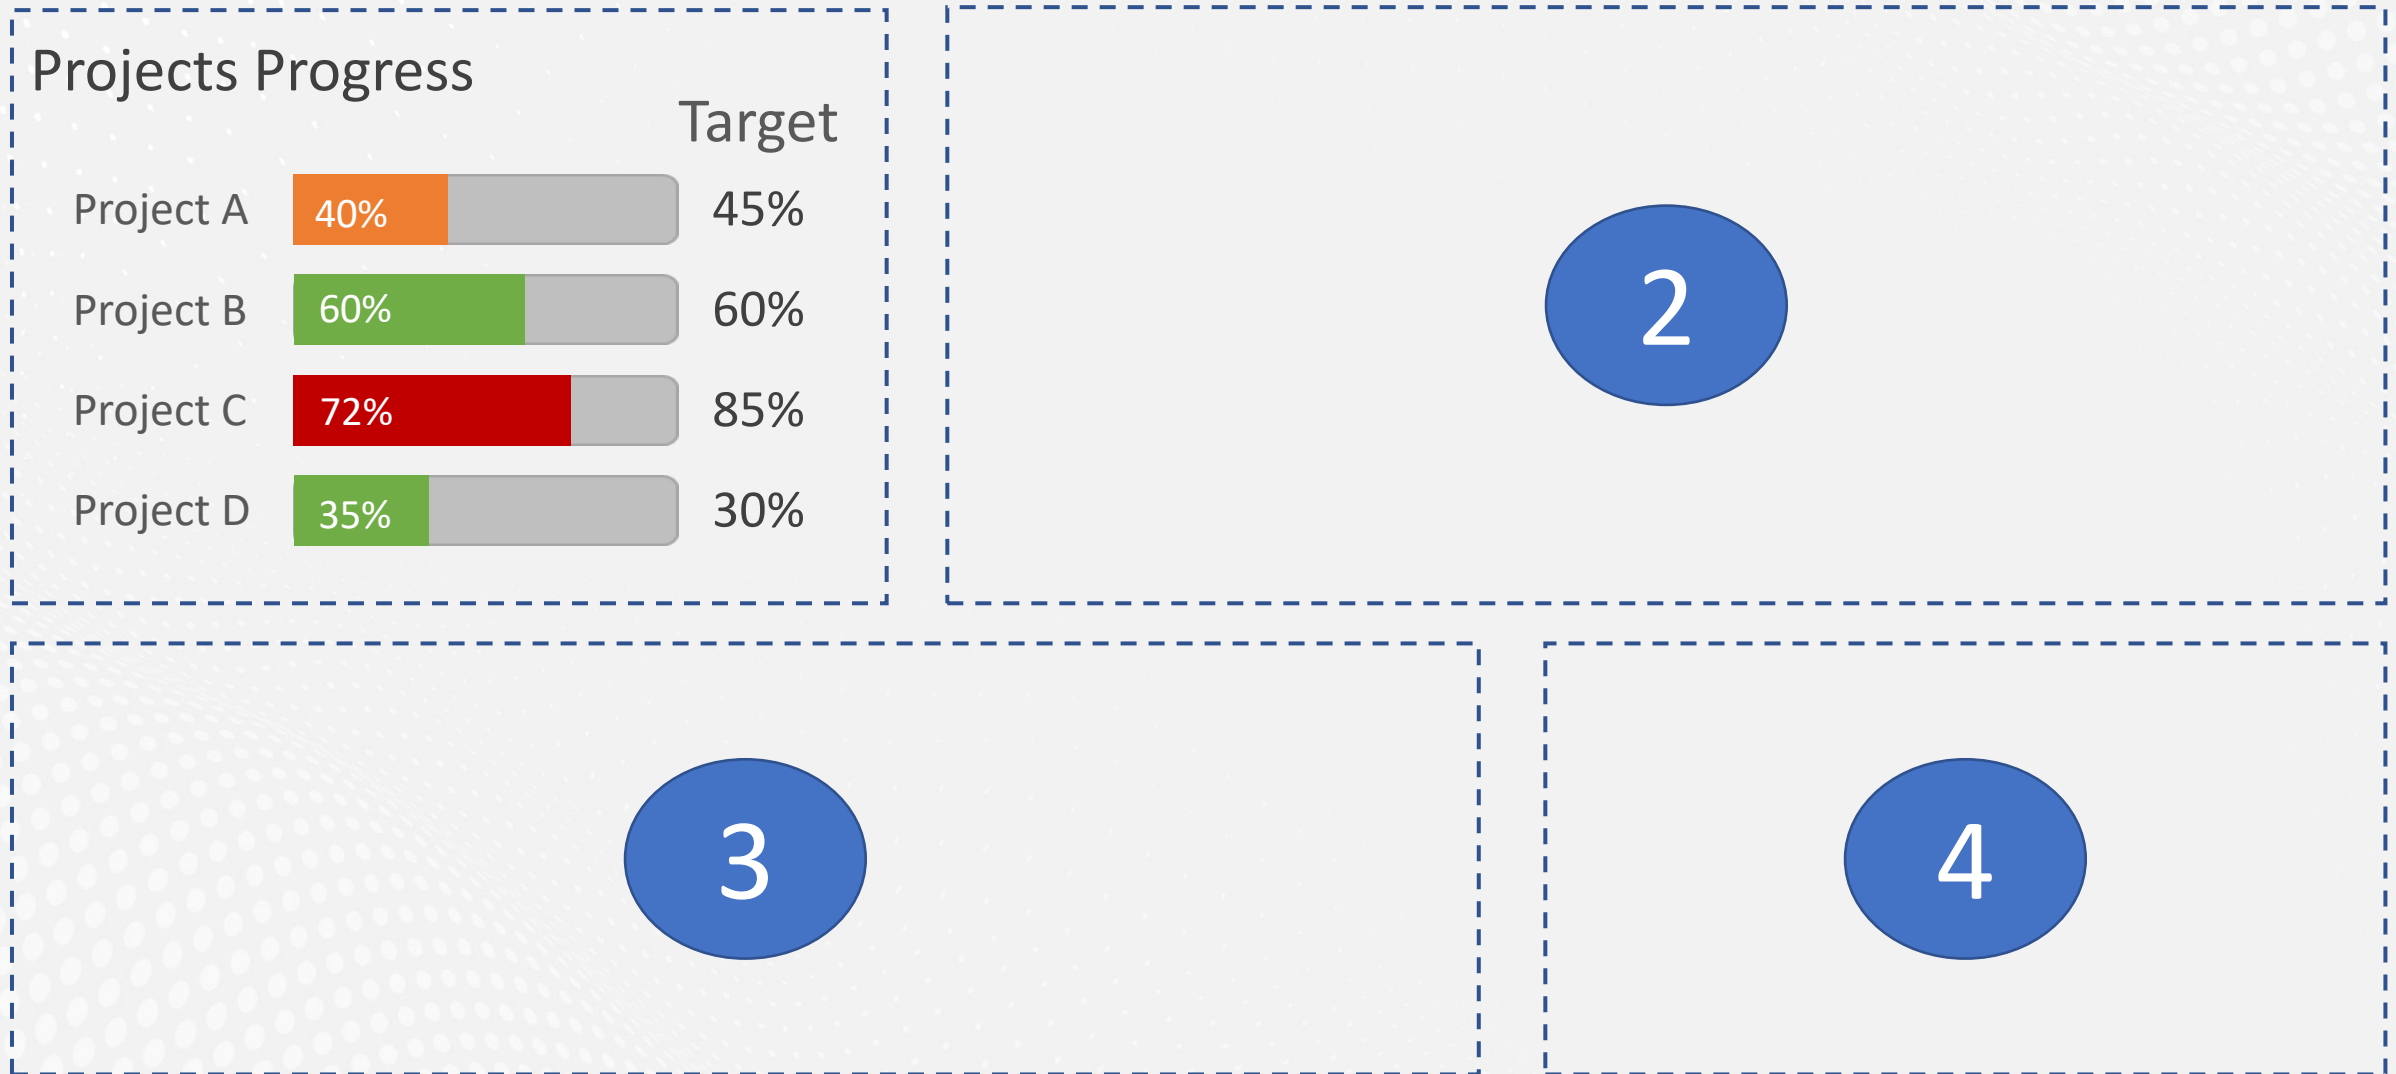 Projects Progress
Target
Project A 40% 45%
Project B 60% 60%
Project C 72% 85%
Project D 35% 30%
2
3
4